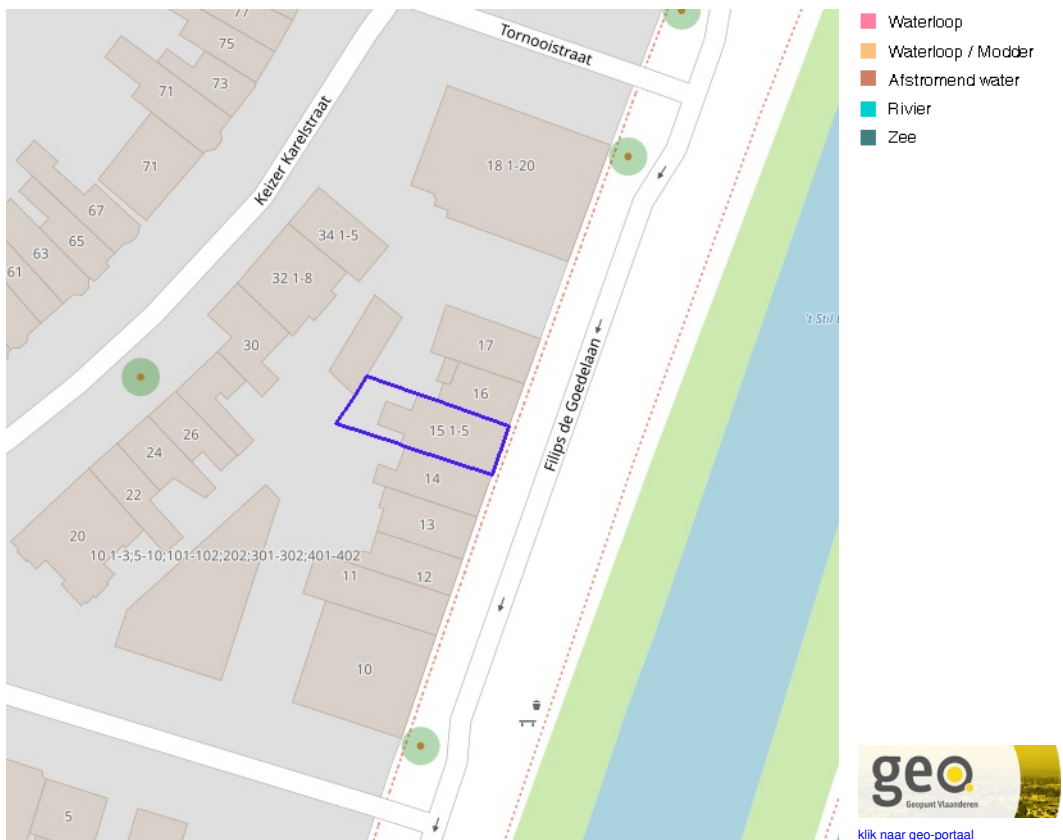 77
75
73
71
71
67
65
63
61
Tornooistraat
Keizer Karelstraat
18 1-20
34 1-5
32 1-8
30
17
16
15 1-5
14
13
12
11
10
26
24
22
20
10 1-3;5-10;101-102;202;301-302;401-402
5
Filips de Goedelaan
't Stil
Waterloop
Waterloop / Modder
Afstromend water
Rivier
Zee
geo
Geopunt Vlaanderen
klik naar geo-portaal